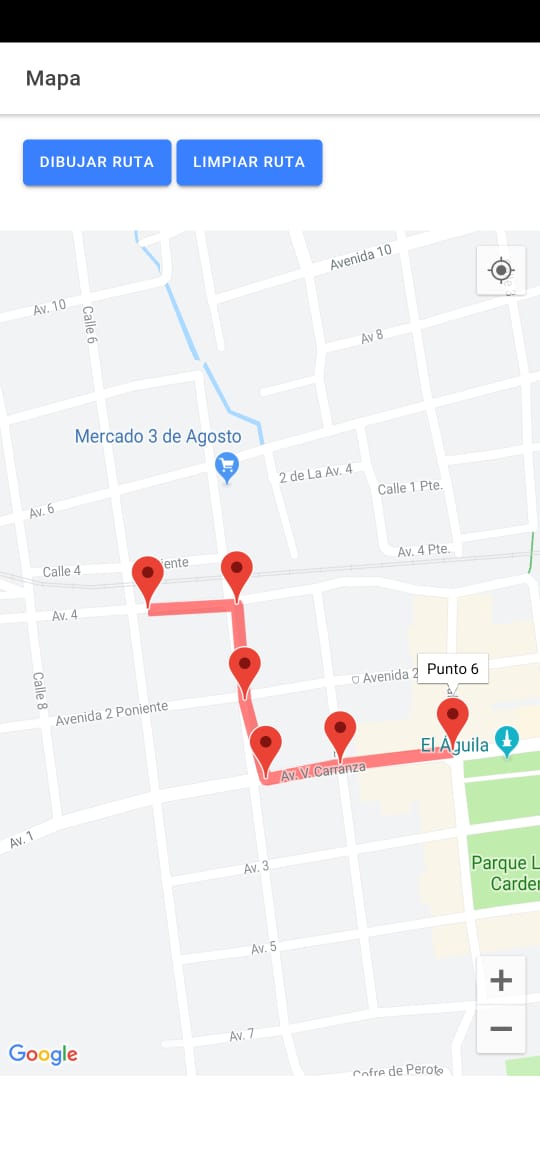 Mapa
DIBUJAR RUTA
LIMPIAR RUTA
Avenida 10
Av. 10
Calle 6
Av 8
Mercado 3 de Agosto
2 de La Av. 4
Calle 1 Pte.
Av. 6
Av. 4 Pte.
Calle 4
iente
Av. 4
Punto 6
Avenida 2
Calle 8
Avenida 2 Poniente
El Águila
Av. V. Carranza
Av. 1
Av. 3
Parque L
Carden
Av. 5
Av. 7
Google
Cofre de Perote